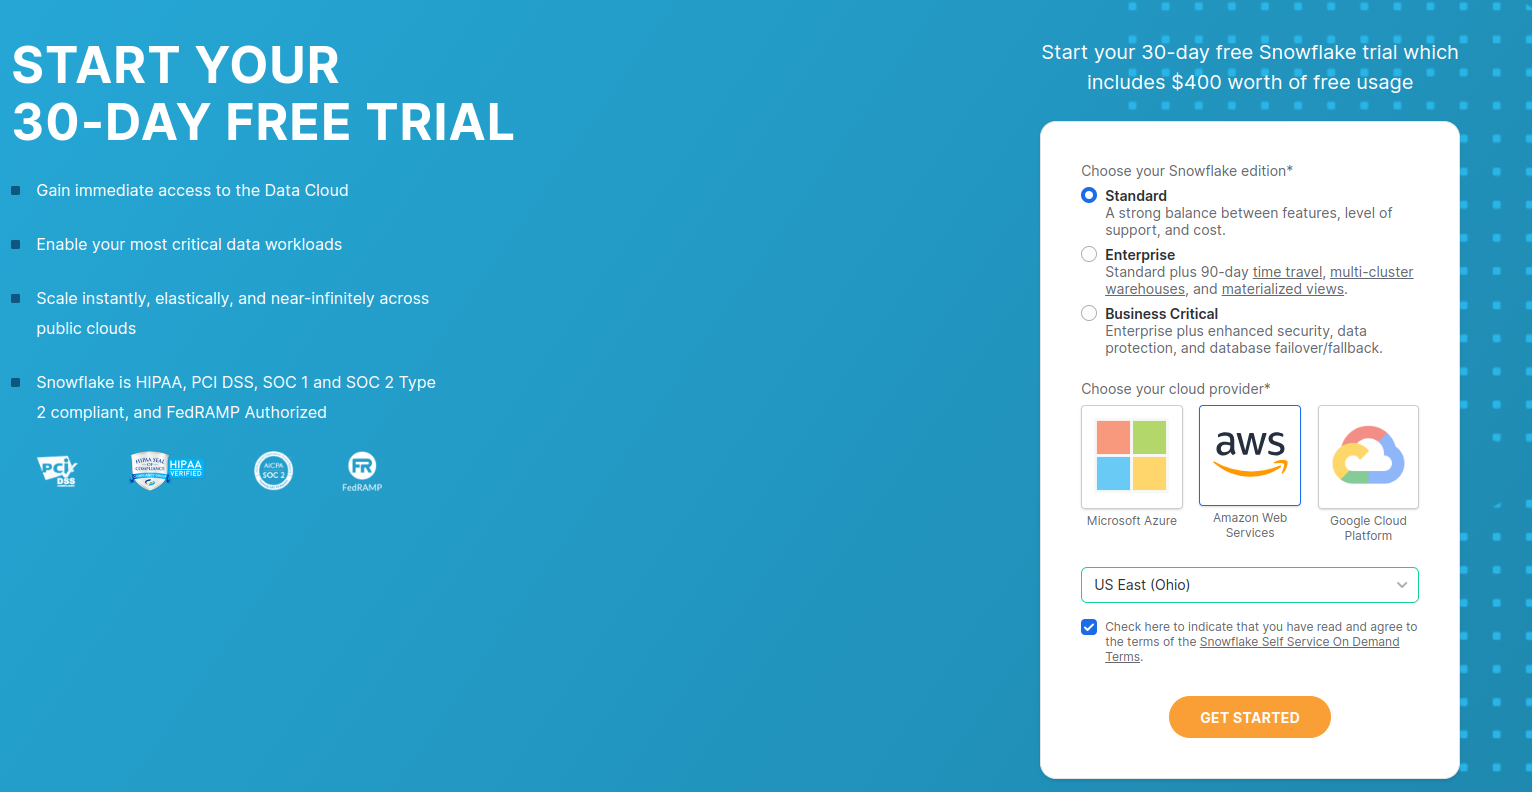 START YOUR
30-DAY FREE TRIAL
Gain immediate access to the Data Cloud
Enable your most critical data workloads
Scale instantly, elastically, and near-infinitely across
public clouds
Snowflake is HIPAA, PCI DSS, SOC 1 and SOC 2 Type
2 compliant, and FedRAMP Authorized
PCI
DSS
HIPAA SEAL
OF
COMPLIANCE
HIPAA
VERIFIED
AICPA
SOC 2
FR
FedRAMP
Start your 30-day free Snowflake trial which
includes $400 worth of free usage
Choose your Snowflake edition*
Standard
A strong balance between features, level of
support, and cost.
Enterprise
Standard plus 90-day time travel, multi-cluster
warehouses, and materialized views.
Business Critical
Enterprise plus enhanced security, data
protection, and database failover/fallback.
Choose your cloud provider*
aws
Microsoft Azure
Amazon Web
Services
Google Cloud
Platform
US East (Ohio)
Check here to indicate that you have read and agree to
the terms of the Snowflake Self Service On Demand
Terms.
GET STARTED